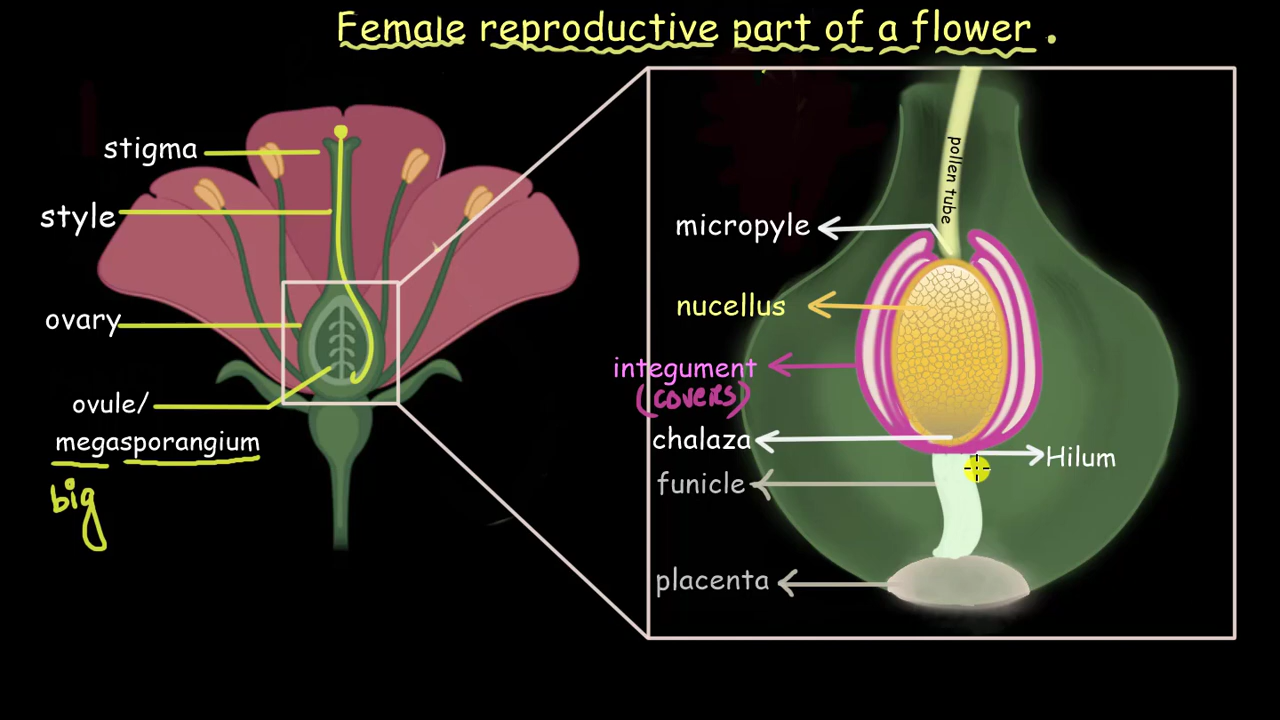 Female reproductive part of a flower.
stigma
style
ovary
ovule/
megasporangium
big
pollen tube
micropyle
nucellus
integument
(covers)
chalaza
Hilum
funicle
placenta